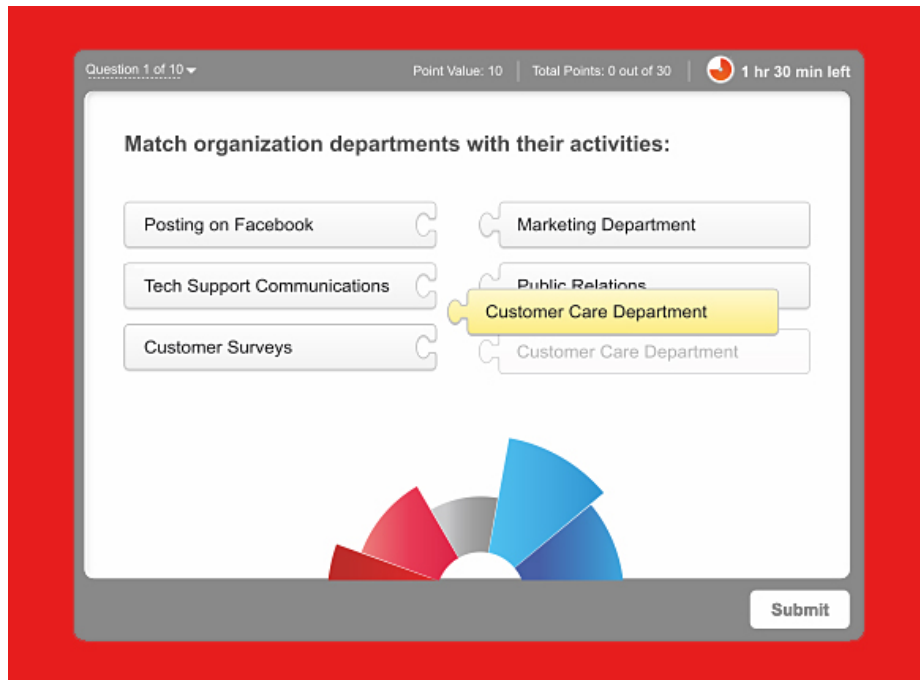 Question 1 of 10
Point Value: 10
Total Points: 0 out of 30
1 hr 30 min left
Match organization departments with their activities:
Posting on Facebook
Marketing Department
Tech Support Communications
Public Relations
Customer Care Department
Customer Surveys
Customer Care Department
Submit